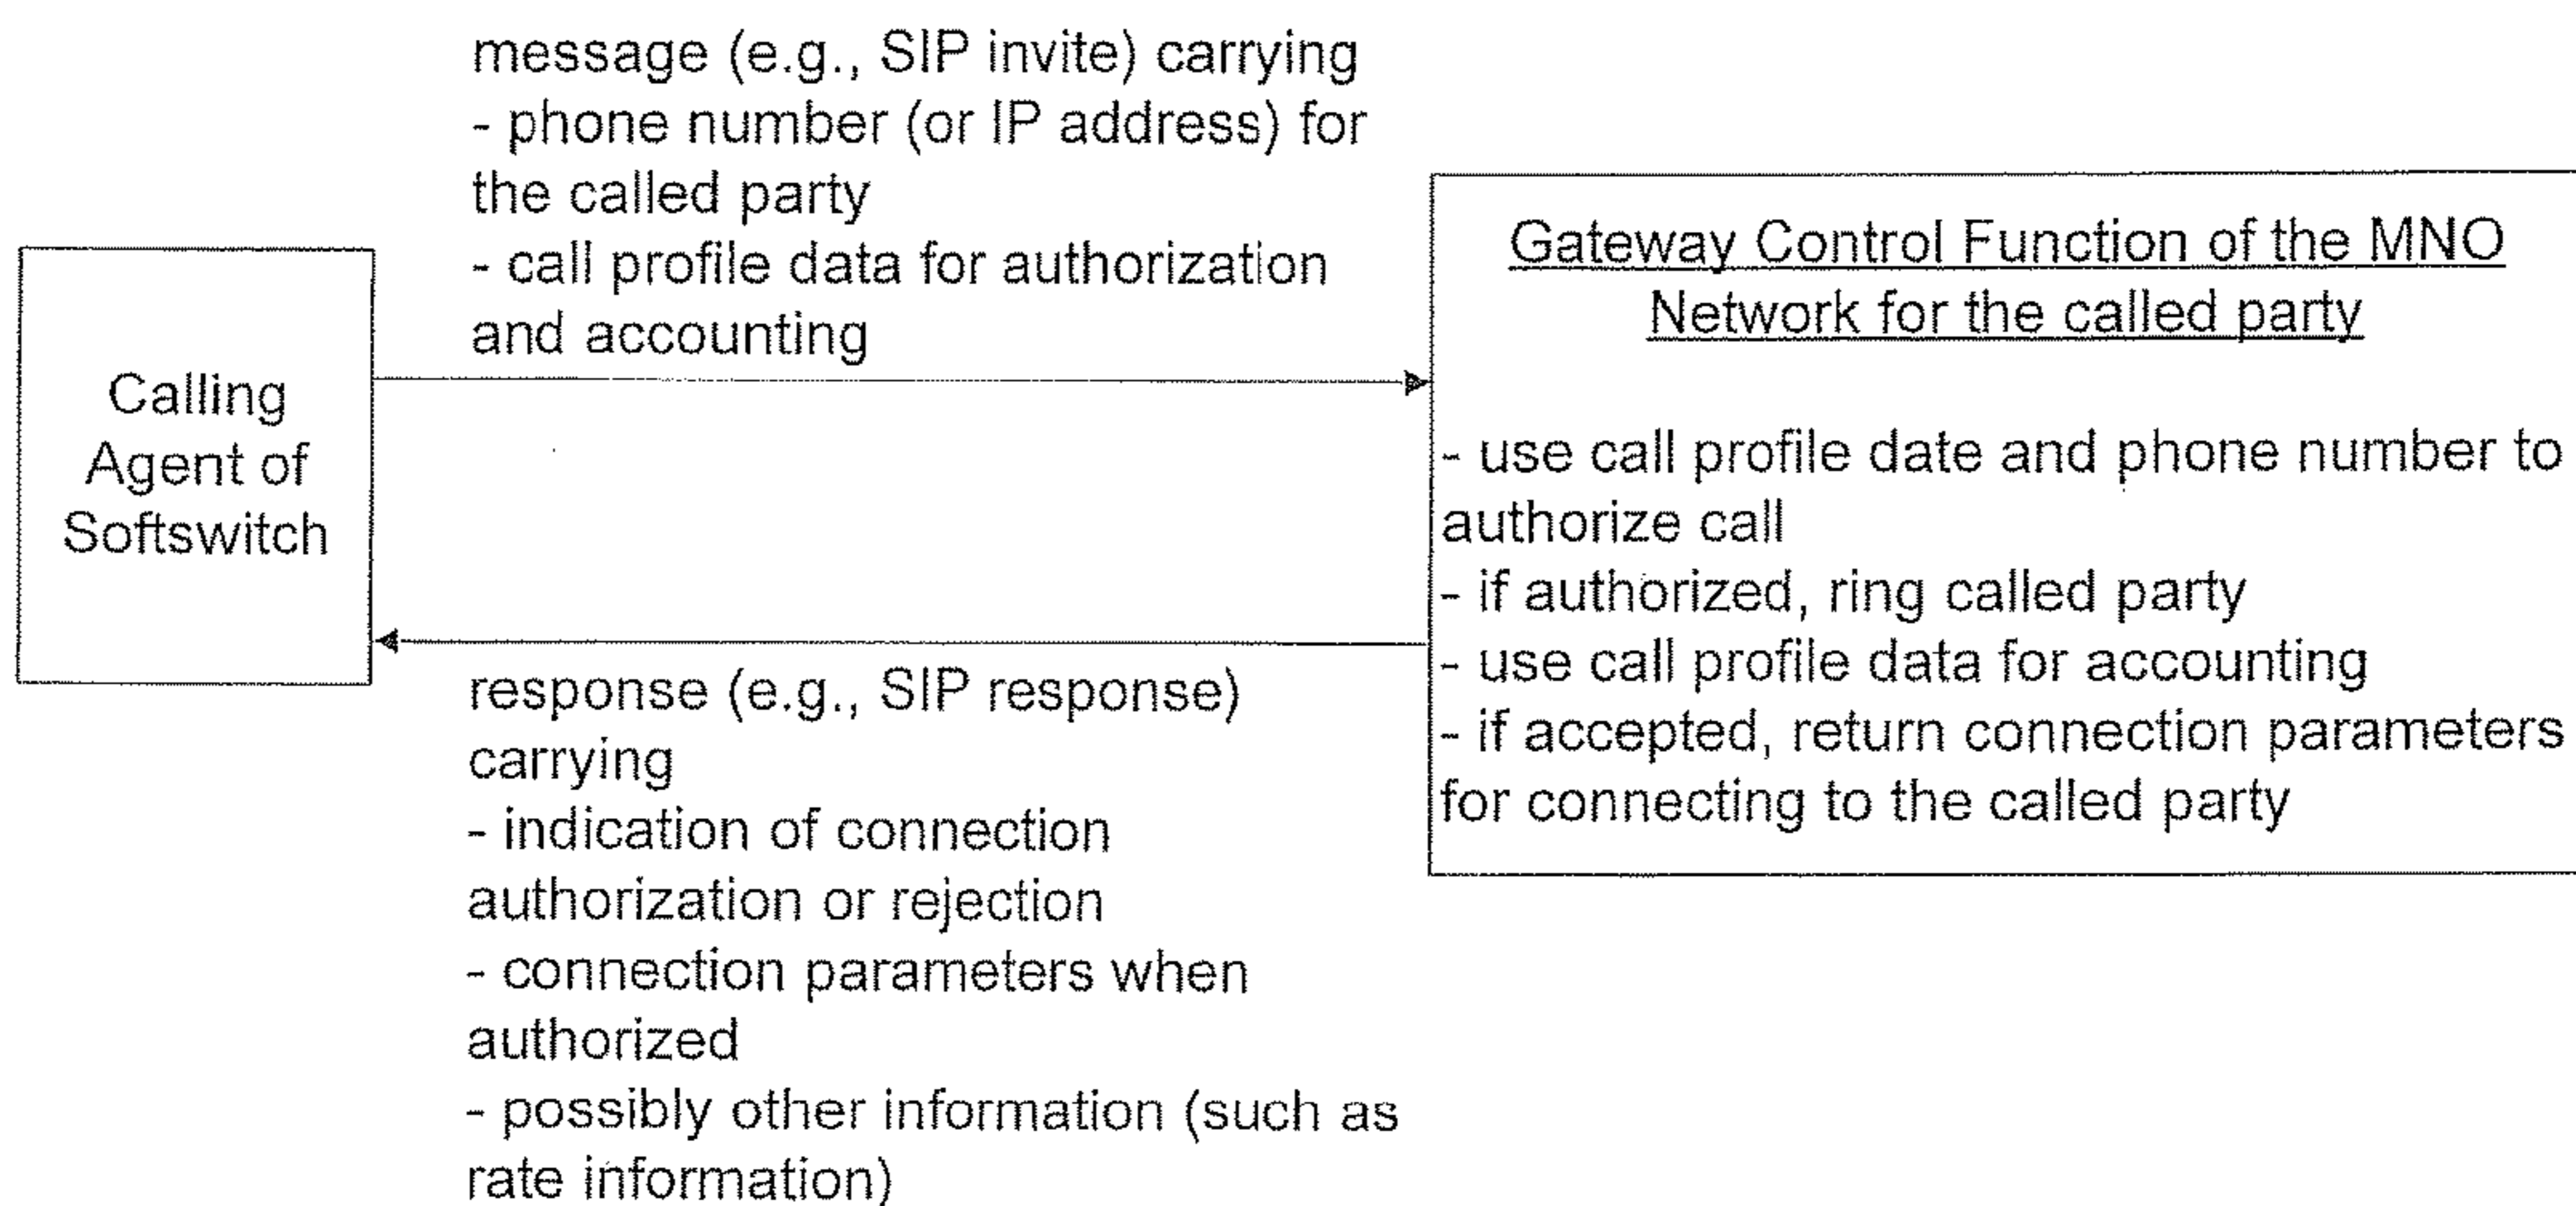 message (e.g., SIP invite) carrying
- phone number (or IP address) for
the called party
- call profile data for authorization
and accounting
Calling
Agent of
Softswitch
Gateway Control Function of the MNO
Network for the called party
- use call profile date and phone number to
authorize call
- if authorized, ring called party
- use call profile data for accounting
- if accepted, return connection parameters
for connecting to the called party
response (e.g., SIP response)
carrying
- indication of connection
authorization or rejection
- connection parameters when
authorized
- possibly other information (such as
rate information)